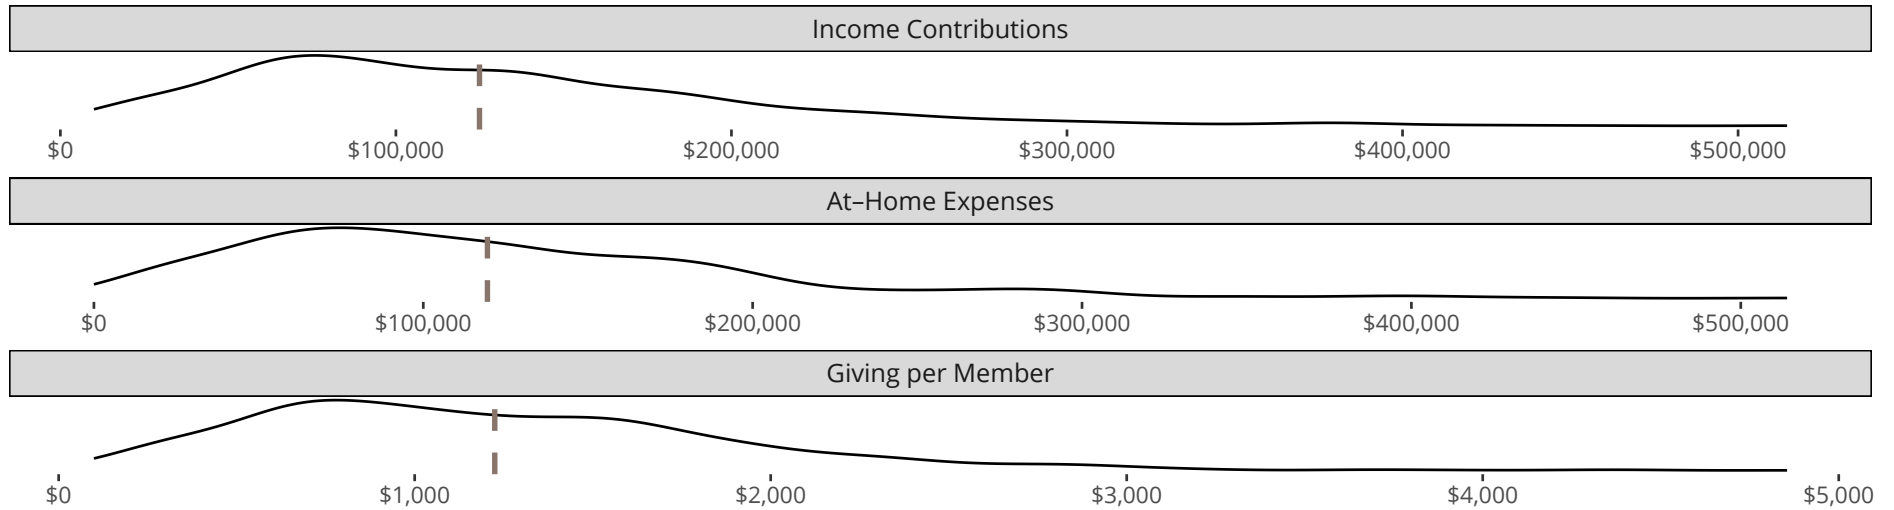 Income Contributions
$0 $100,000 $200,000 $300,000 $400,000 $500,000
At–Home Expenses
$0 $100,000 $200,000 $300,000 $400,000 $500,000
Giving per Member
$0 $1,000 $2,000 $3,000 $4,000 $5,000